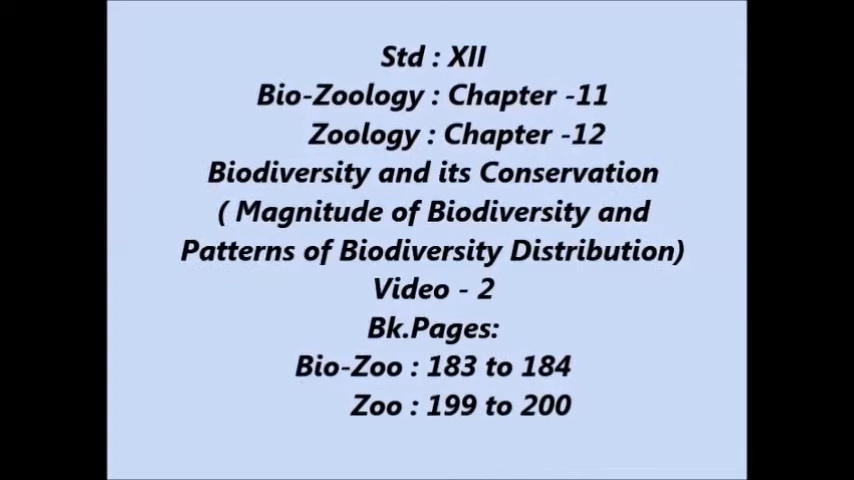 Std : XII
Bio-Zoology : Chapter -11
Zoology : Chapter -12
Biodiversity and its Conservation
( Magnitude of Biodiversity and
Patterns of Biodiversity Distribution)
Video - 2
Bk.Pages:
Bio-Zoo : 183 to 184
Zoo : 199 to 200